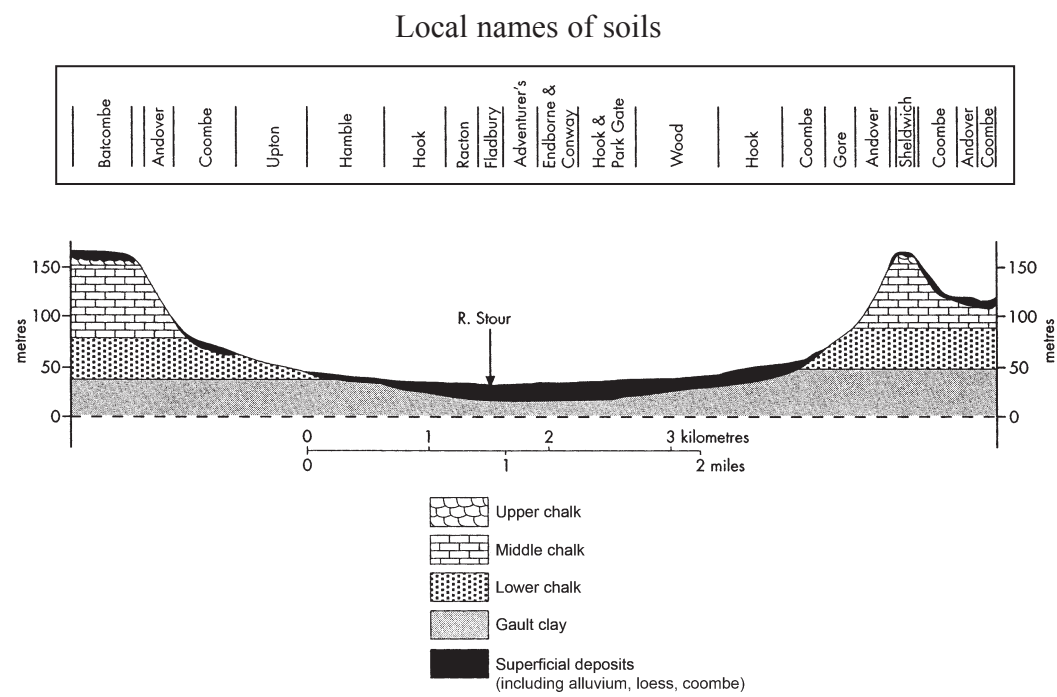 Local names of soils
Batcombe
Andover
Coombe
Upton
Hamble
Hook
Racton
Fladbury
Adventurer's
Endborne &
Conway
Hook &
Park Gate
Wood
Hook
Coombe
Gore
Andover
Sheldwich
Coombe
Andover
Coombe
150
100
50
0
metres
R. Stour
150
100
50
0
metres
0 1 2 3 kilometres
0 1 2 miles
Upper chalk
Middle chalk
Lower chalk
Gault clay
Superficial deposits
(including alluvium, loess, coombe)